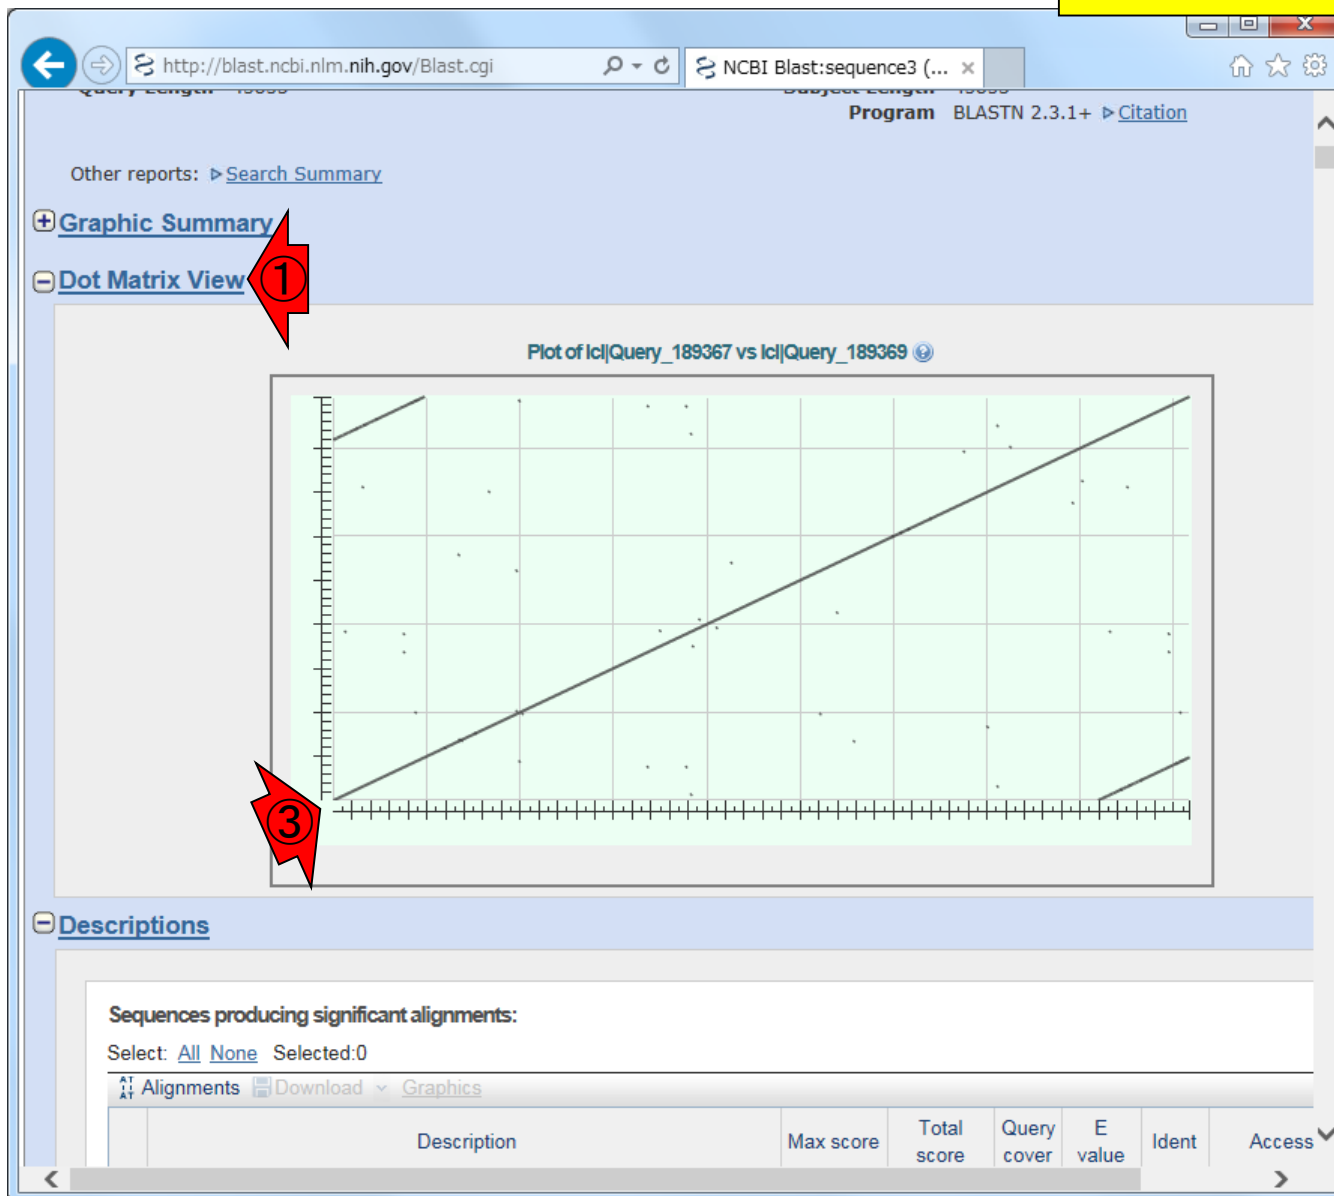 http://blast.ncbi.nlm.nih.gov/Blast.cgi
NCBI Blast:sequence3 (...
Program BLASTN 2.3.1+ Citation
Other reports: Search Summary
Graphic Summary
Dot Matrix View
①
Plot of lcl|Query_189367 vs lcl|Query_189369
③
Descriptions
Sequences producing significant alignments:
Select: All None Selected:0
Alignments Download Graphics
Description Max score Total score Query cover E value Ident Access